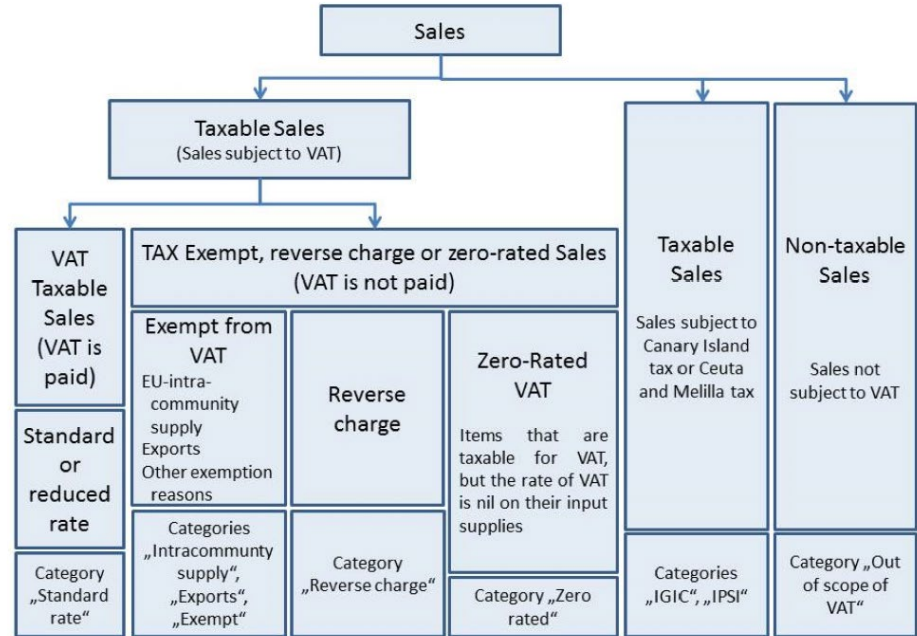 Sales
Taxable Sales
(Sales subject to VAT)
VAT
Taxable
Sales
(VAT is
paid)
Standard
or
reduced
rate
Category
„Standard
rate“
TAX Exempt, reverse charge or zero-rated Sales
(VAT is not paid)
Exempt from
VAT
EU-intra-
community
supply
Exports
Other exemption
reasons
Categories
„Intracommunty
supply“,
„Exports“,
„Exempt“
Reverse
charge
Category
„Reverse charge“
Zero-Rated
VAT
Items that are
taxable for VAT,
but the rate of VAT
is nil on their input
supplies
Category „Zero
rated“
Taxable
Sales
Sales subject to
Canary Island
tax or Ceuta
and Melilla tax
Categories
„IGIC“, „IPSI“
Non-taxable
Sales
Sales not
subject to VAT
Category „Out
of scope of
VAT“